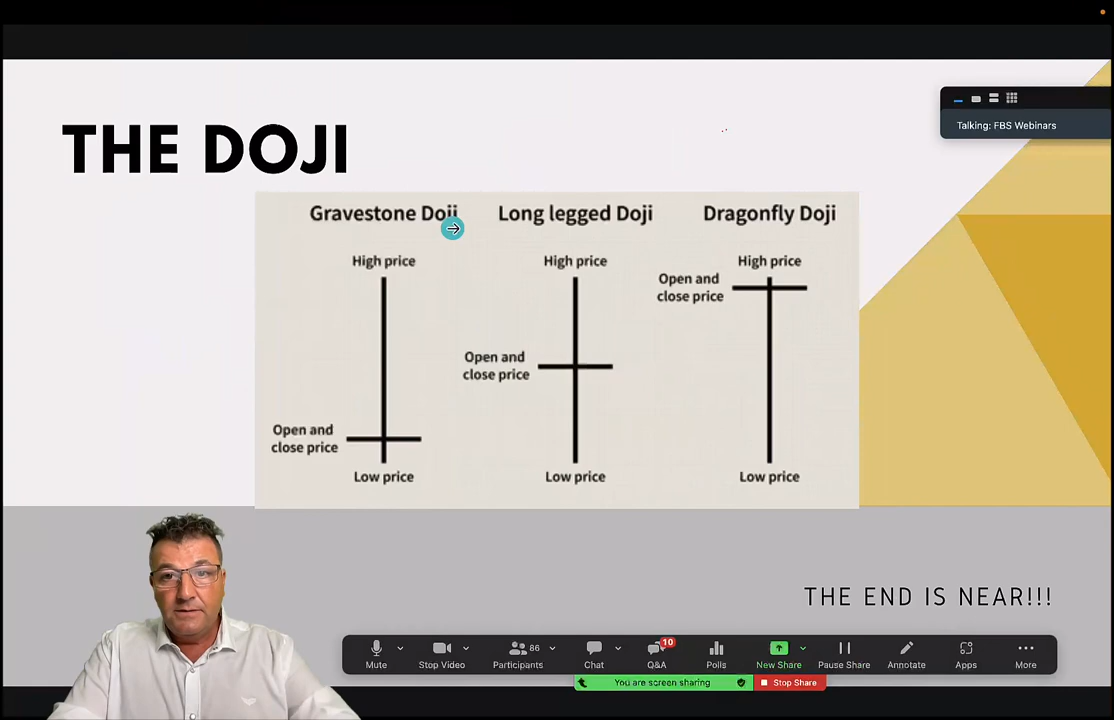 THE DOJI
Talking: FBS Webinars
Gravestone Doji
Long legged Doji
Dragonfly Doji
High price
High price
High price
Open and
close price
Open and
close price
Open and
close price
Low price
Low price
Low price
THE END IS NEAR!!!
Mute
Stop Video
86
Participants
Chat
10
Q&A
Polls
New Share
Pause Share
Annotate
Apps
More
You are screen sharing
Stop Share